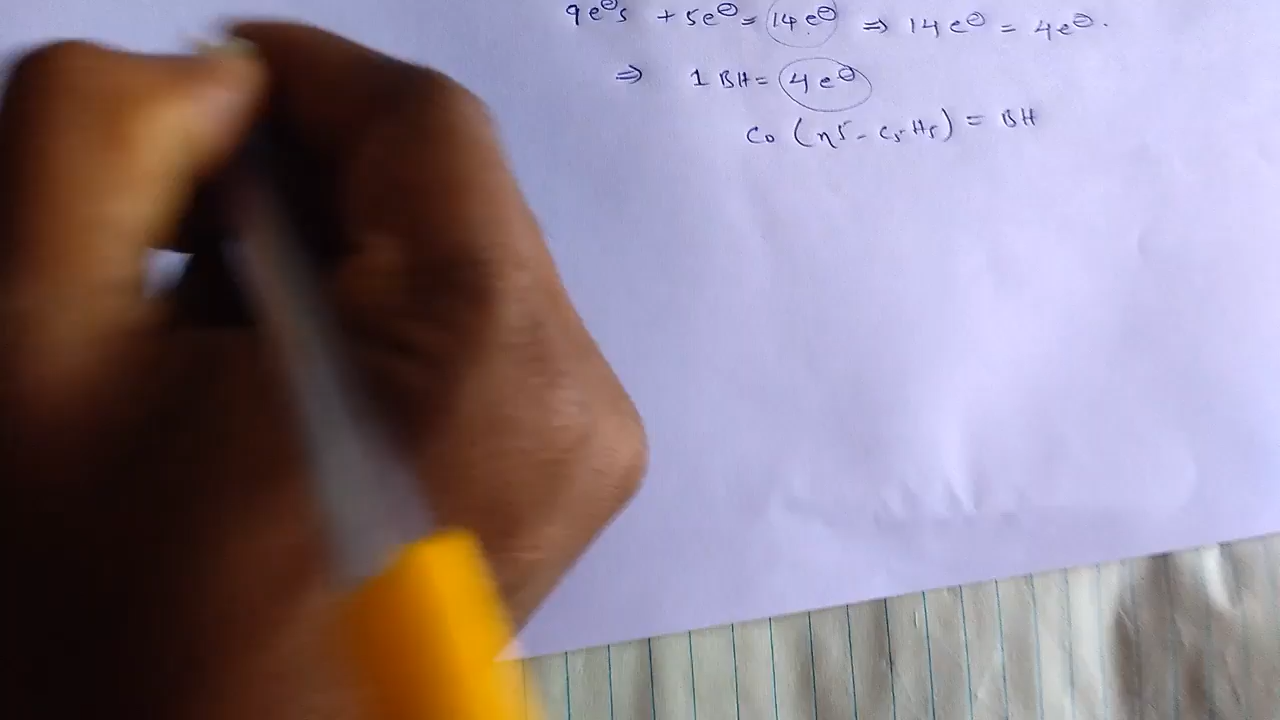 9e⊖s + 5e⊖ = 14e⊖ ⇒ 14e⊖ = 4e⊖.
⇒ 1 BH = 4e⊖
Co (η5 - C5H5) = BH